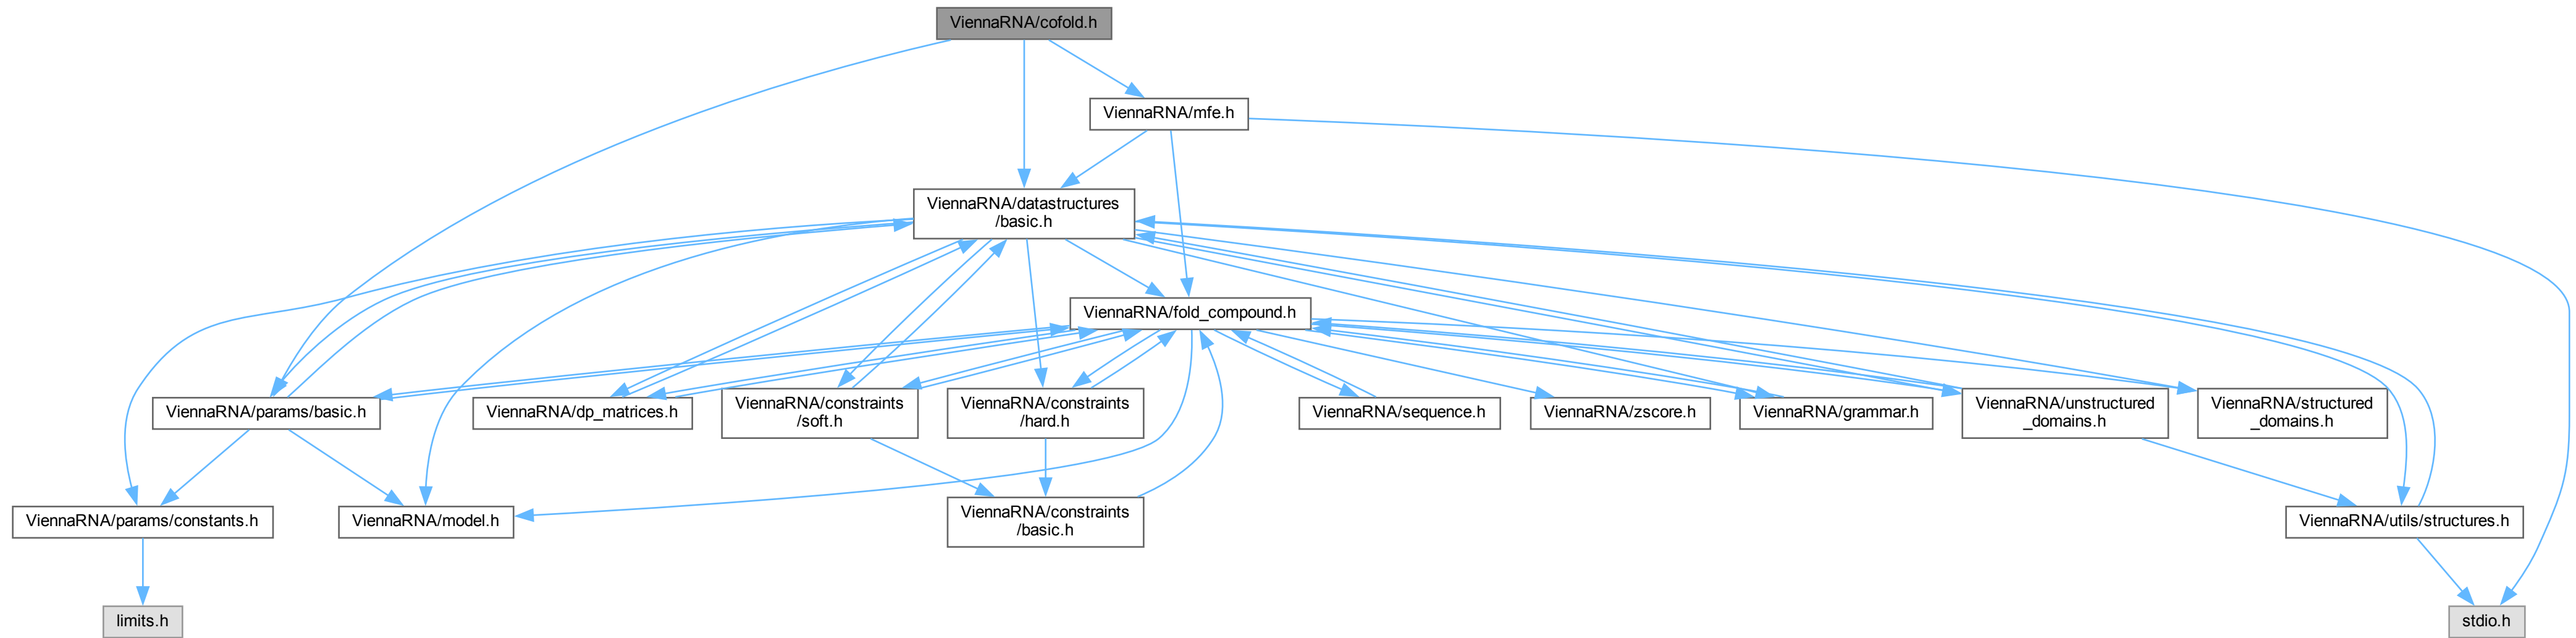 ViennaRNA/cofold.h
ViennaRNA/mfe.h
ViennaRNA/datastructures
/basic.h
ViennaRNA/fold_compound.h
ViennaRNA/params/basic.h
ViennaRNA/dp_matrices.h
ViennaRNA/constraints
/soft.h
ViennaRNA/constraints
/hard.h
ViennaRNA/sequence.h
ViennaRNA/zscore.h
ViennaRNA/grammar.h
ViennaRNA/unstructured
_domains.h
ViennaRNA/structured
_domains.h
ViennaRNA/params/constants.h
ViennaRNA/model.h
ViennaRNA/constraints
/basic.h
ViennaRNA/utils/structures.h
limits.h
stdio.h